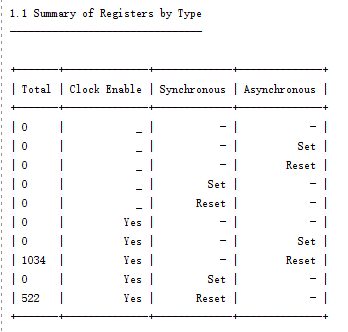 1.1 Summary of Registers by Type
--------------------------------
+-------+--------------+-------------+--------------+
| Total | Clock Enable | Synchronous | Asynchronous |
+-------+--------------+-------------+--------------+
| 0 | _ | - | - |
| 0 | _ | - | Set |
| 0 | _ | - | Reset |
| 0 | _ | Set | - |
| 0 | _ | Reset | - |
| 0 | Yes | - | - |
| 0 | Yes | - | Set |
| 1034 | Yes | - | Reset |
| 0 | Yes | Set | - |
| 522 | Yes | Reset | - |
+-------+--------------+-------------+--------------+